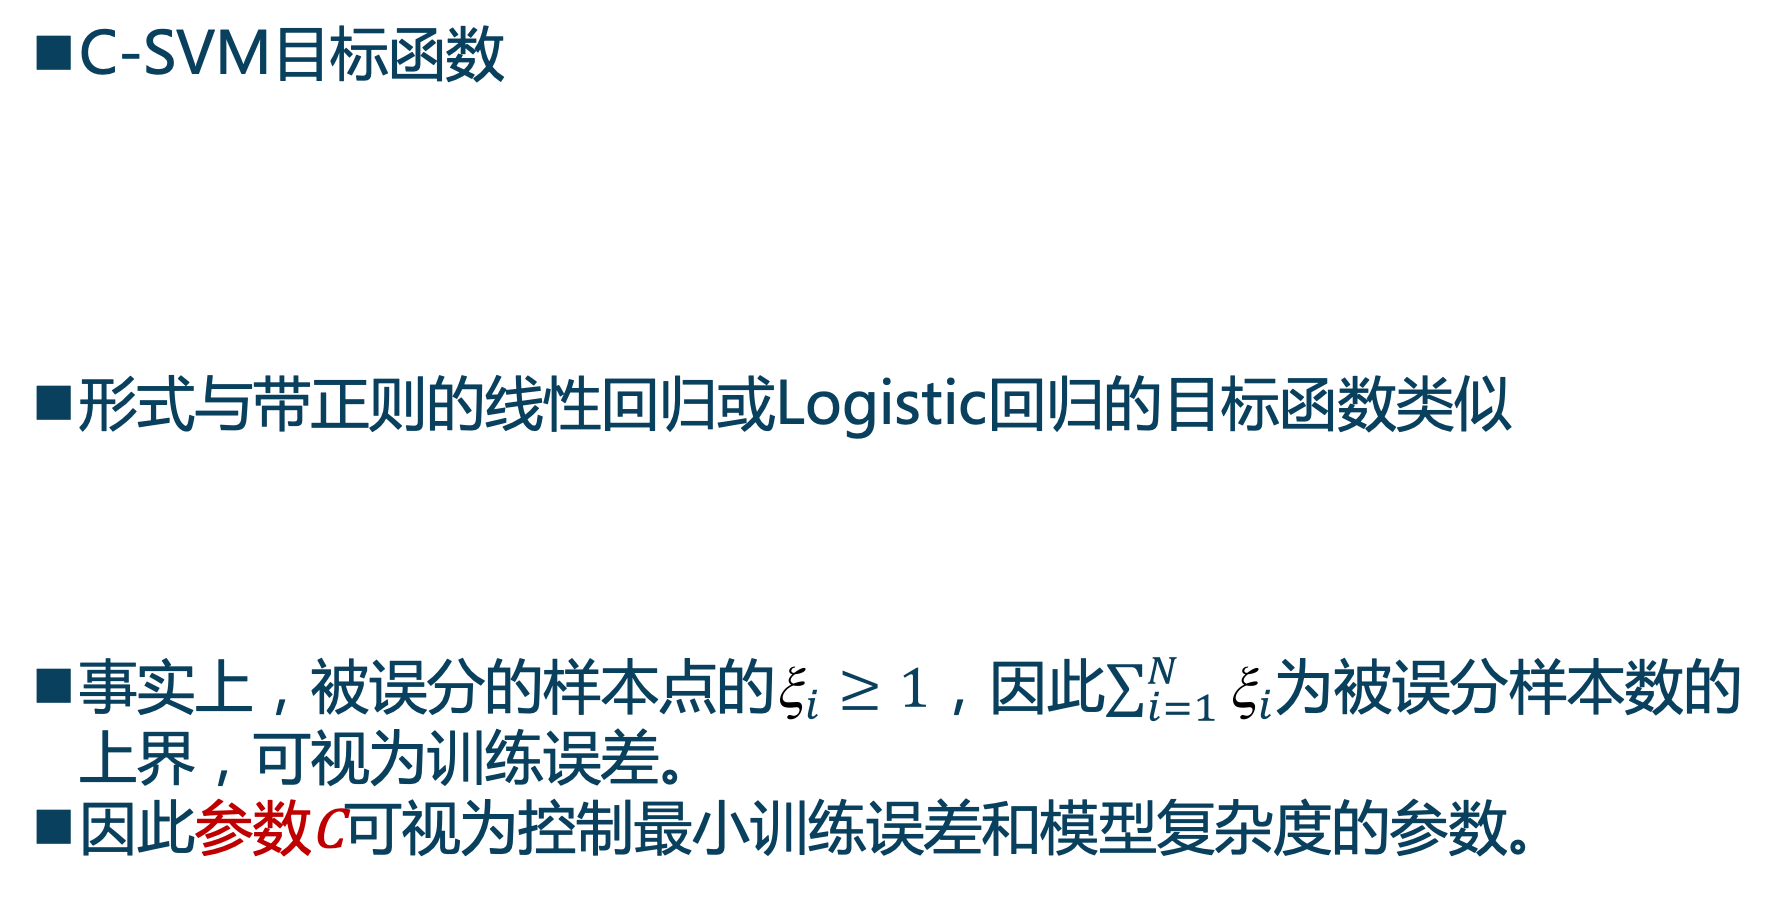 ■C-SVM目标函数
■形式与带正则的线性回归或Logistic回归的目标函数类似
■事实上，被误分的样本点的ξᵢ ≥ 1，因此∑ᵢ₌₁ᴺ ξᵢ为被误分样本数的
上界，可视为训练误差。
■因此参数C可视为控制最小训练误差和模型复杂度的参数。